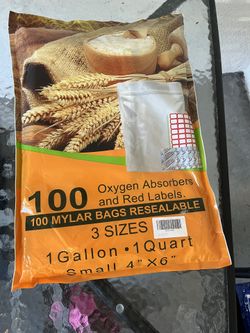 100 Oxygen Absorbers
and Red Labels.
100 MYLAR BAGS RESEALABLE
3 SIZES
1Gallon • 1Quart
Small 4"X6"